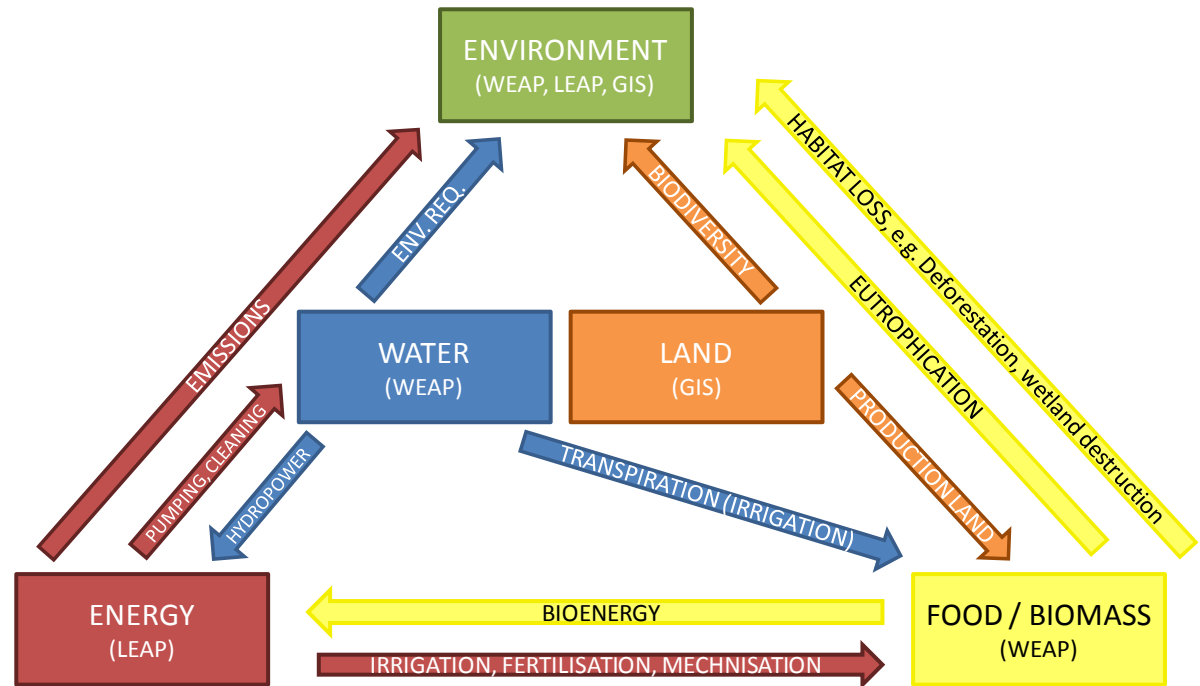 ENVIRONMENT
(WEAP, LEAP, GIS)
HABITAT LOSS, e.g. Deforestation, wetland destruction
EUTROPHICATION
BIODIVERSITY
ENV. REQ.
EMISSIONS
WATER
(WEAP)
LAND
(GIS)
PUMPING, CLEANING
HYDROPOWER
TRANSPIRATION (IRRIGATION)
PRODUCTION LAND
ENERGY
(LEAP)
BIOENERGY
IRRIGATION, FERTILISATION, MECHNISATION
FOOD / BIOMASS
(WEAP)